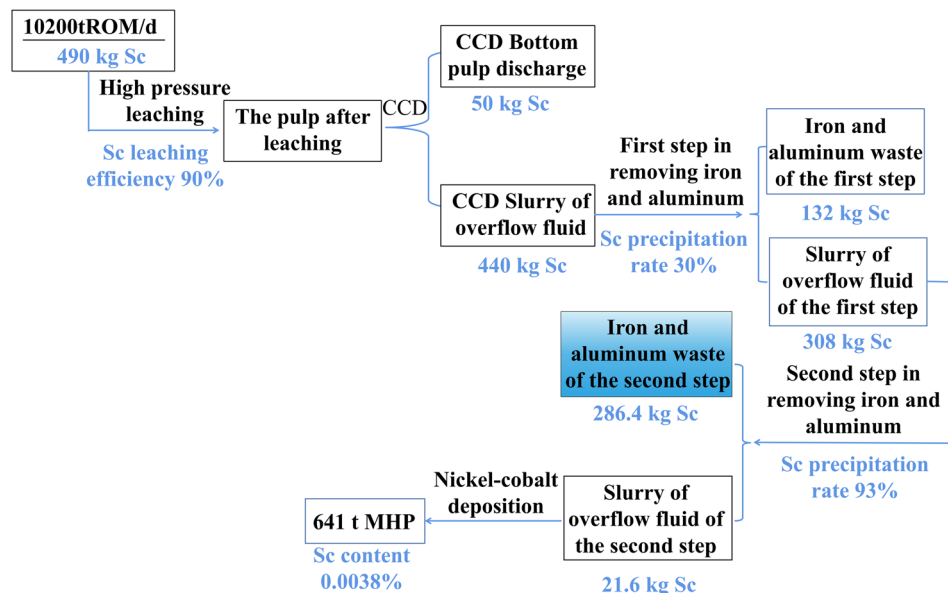 10200tROM/d
490 kg Sc
High pressure
leaching
Sc leaching
efficiency 90%
The pulp after
leaching
CCD
CCD Bottom
pulp discharge
50 kg Sc
CCD Slurry of
overflow fluid
440 kg Sc
First step in
removing iron
and aluminum
Sc precipitation
rate 30%
Iron and
aluminum waste
of the first step
132 kg Sc
Slurry of
overflow fluid
of the first step
308 kg Sc
Second step in
removing iron and
aluminum
Sc precipitation
rate 93%
Iron and
aluminum waste
of the second step
286.4 kg Sc
Slurry of
overflow fluid of
the second step
21.6 kg Sc
Nickel-cobalt
deposition
641 t MHP
Sc content
0.0038%